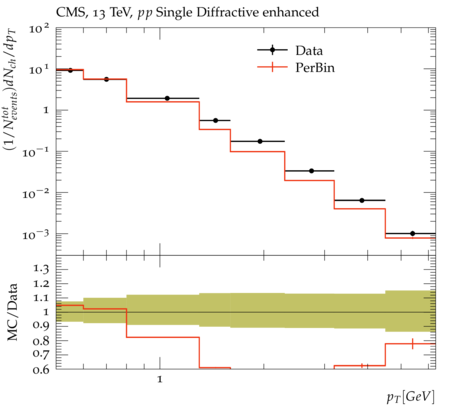 CMS, 13 TeV, pp Single Diffractive enhanced
(1/N_events^tot)dN_ch/dp_T
10^2
10^1
1
10^−1
10^−2
10^−3
Data
PerBin
MC/Data
1.3
1.2
1.1
1
0.9
0.8
0.7
0.6
1
p_T[GeV]